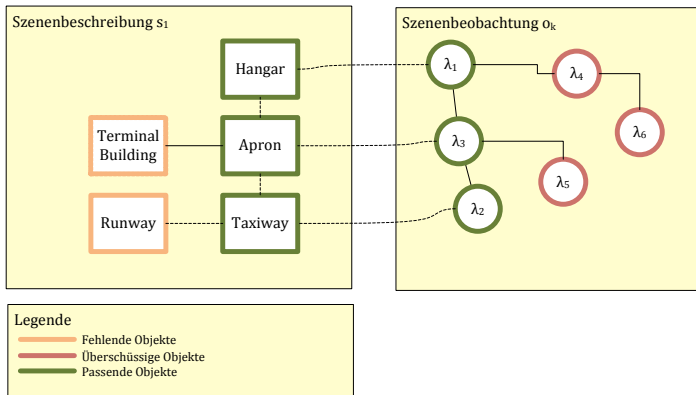 Szenenbeschreibung s₁
Hangar
Terminal
Building
Apron
Runway
Taxiway
Szenenbeobachtung oₖ
λ₁
λ₄
λ₆
λ₃
λ₅
λ₂
Legende
Fehlende Objekte
Überschüssige Objekte
Passende Objekte